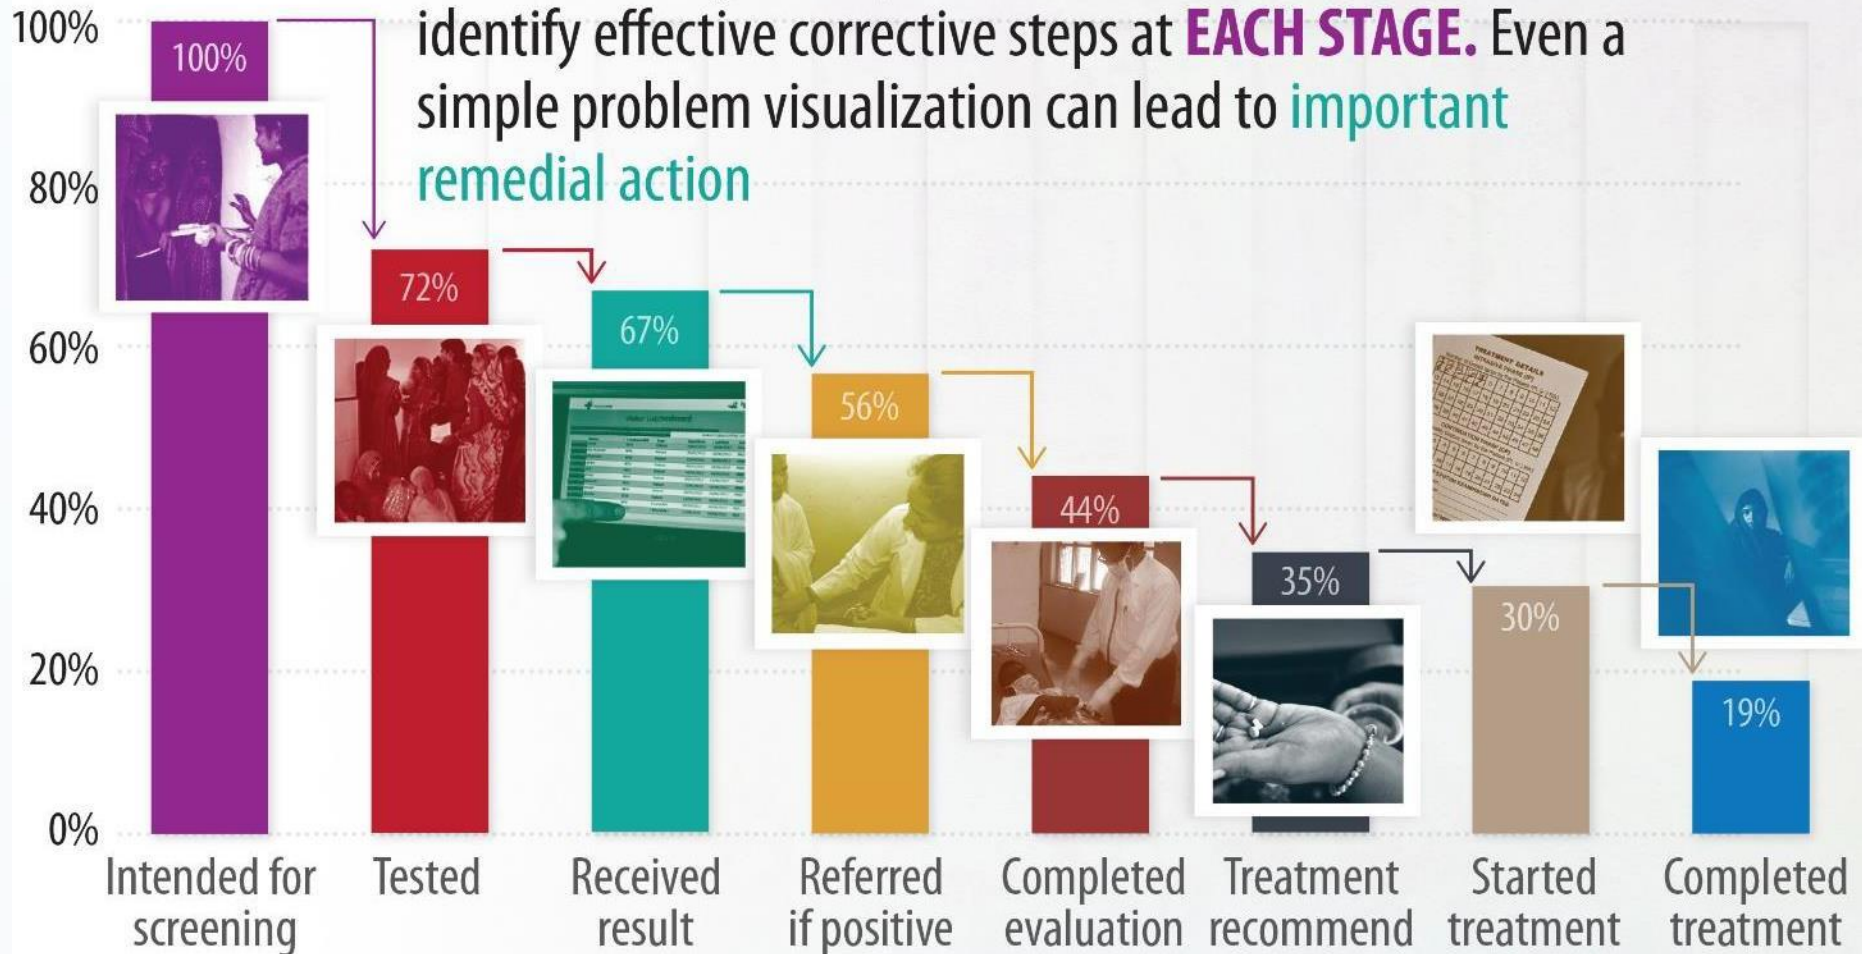 identify effective corrective steps at EACH STAGE. Even a
simple problem visualization can lead to important
remedial action
100%
80%
60%
40%
20%
0%
100%
72%
67%
56%
44%
35%
30%
19%
TREATMENT DETAILS
Intended for
screening
Tested
Received
result
Referred
if positive
Completed
evaluation
Treatment
recommend
Started
treatment
Completed
treatment